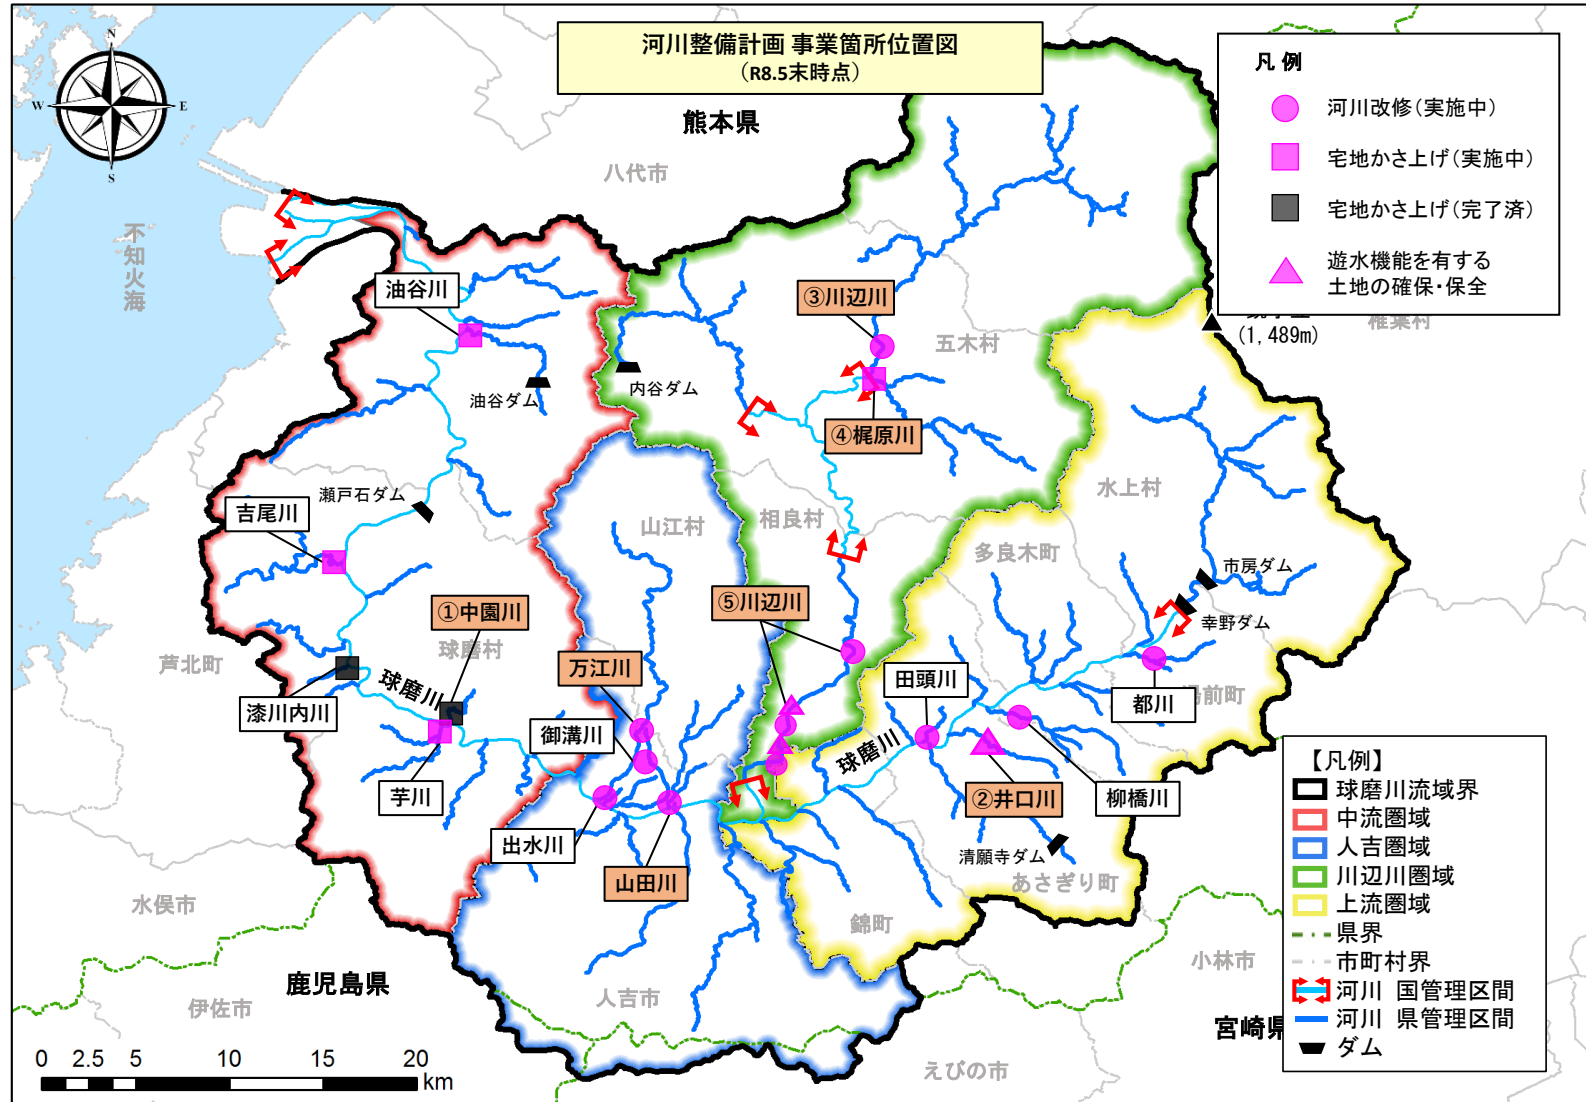 河川整備計画 事業箇所位置図
（R8.5末時点）
凡 例
河川改修（実施中）
宅地かさ上げ（実施中）
宅地かさ上げ（完了済）
遊水機能を有する
土地の確保・保全
N
W
E
S
熊本県
八代市
不知火海
油谷川
③川辺川
五木村
椎葉村
(1,489m)
油谷ダム
内谷ダム
④梶原川
瀬戸石ダム
吉尾川
山江村
相良村
水上村
多良木町
市房ダム
幸野ダム
①中園川
⑤川辺川
芦北町
球磨村
万江川
田頭川
球磨川
漆川内川
御溝川
球磨川
都川
湯前町
芋川
②井口川
柳橋川
出水川
山田川
清願寺ダム
あさぎり町
水俣市
錦町
小林市
鹿児島県
人吉市
伊佐市
宮崎県
えびの市
0 2.5 5 10 15 20
km
【凡例】
球磨川流域界
中流圏域
人吉圏域
川辺川圏域
上流圏域
県界
市町村界
河川 国管理区間
河川 県管理区間
ダム